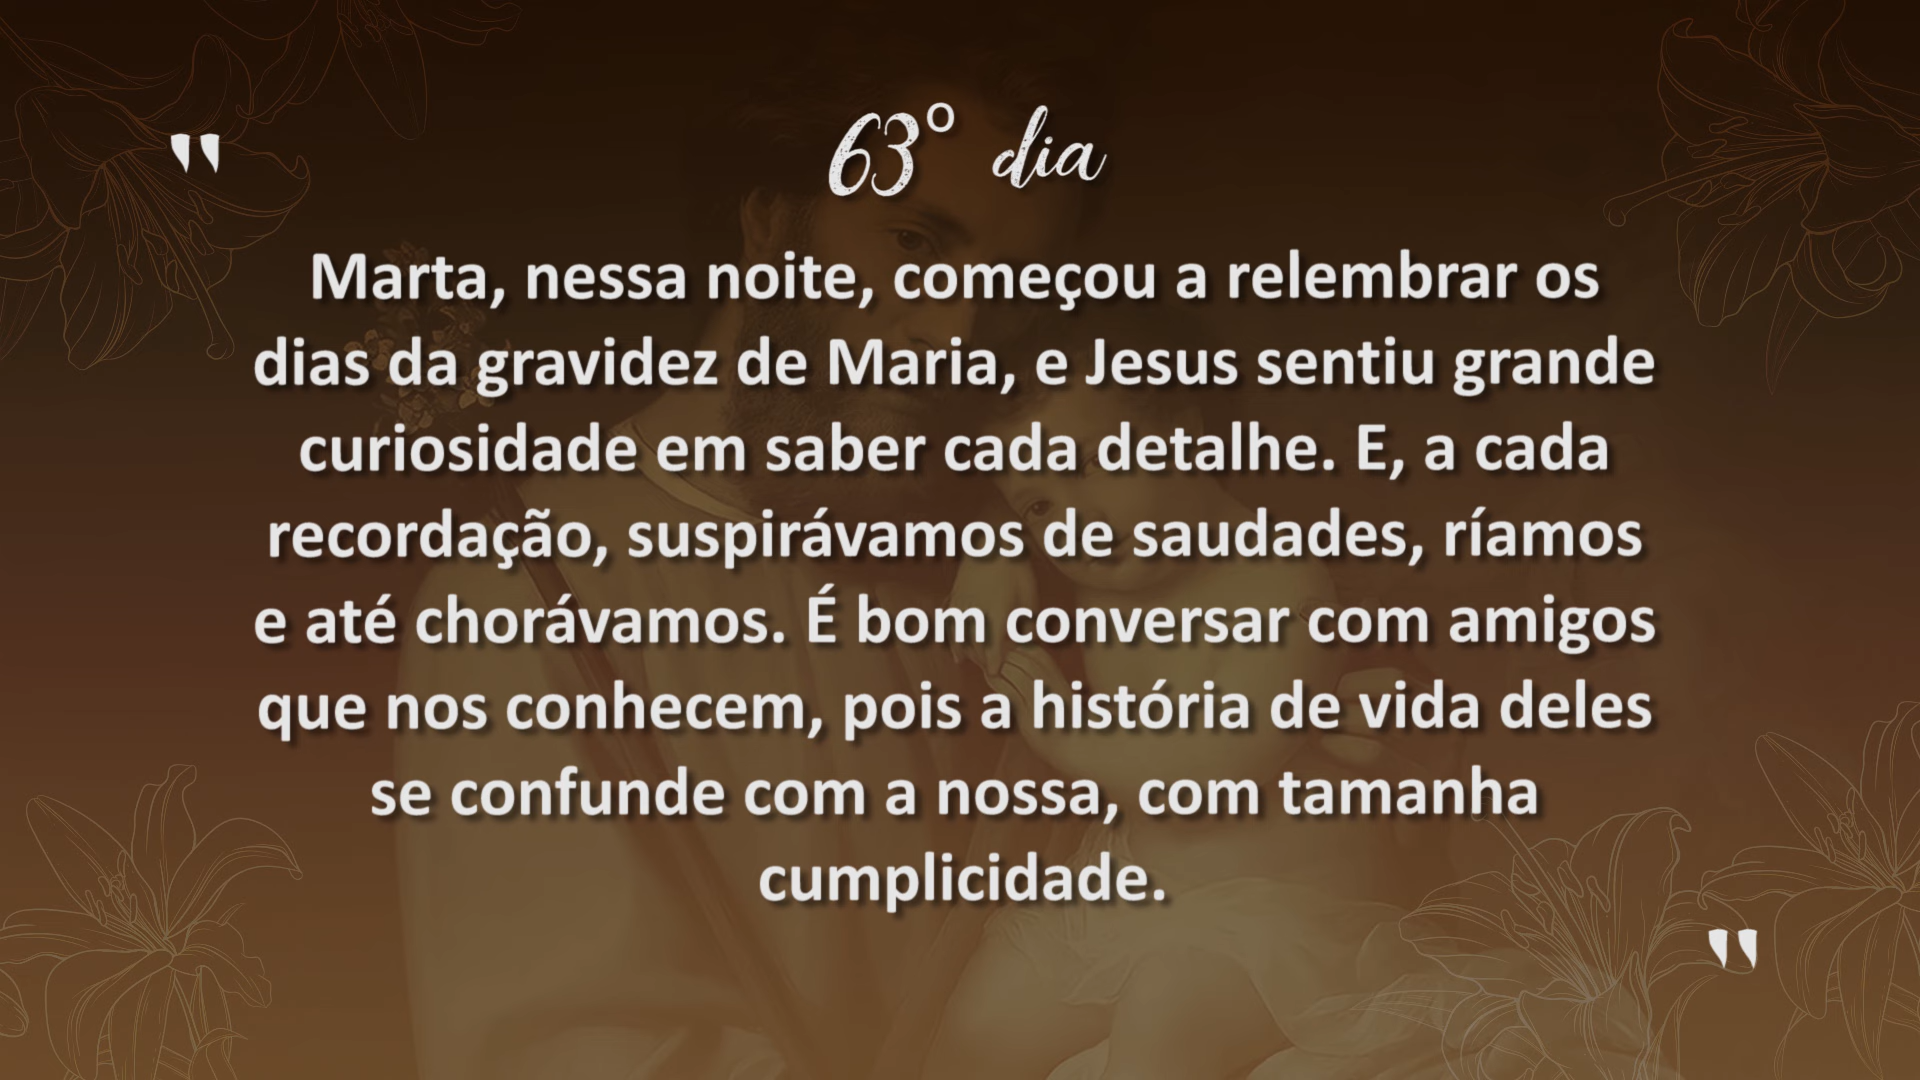 "
63º dia
Marta, nessa noite, começou a relembrar os
dias da gravidez de Maria, e Jesus sentiu grande
curiosidade em saber cada detalhe. E, a cada
recordação, suspirávamos de saudades, ríamos
e até chorávamos. É bom conversar com amigos
que nos conhecem, pois a história de vida deles
se confunde com a nossa, com tamanha
cumplicidade.
"